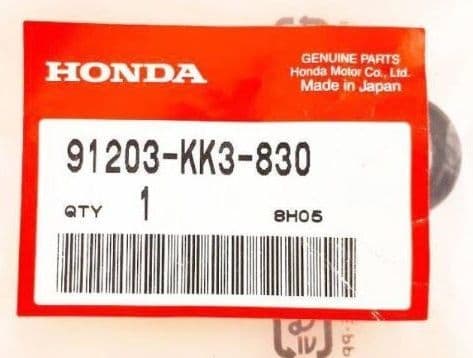 HONDA
GENUINE PARTS
Honda Motor Co., Ltd.
Made in Japan
91203-KK3-830
QTY 1 8H05